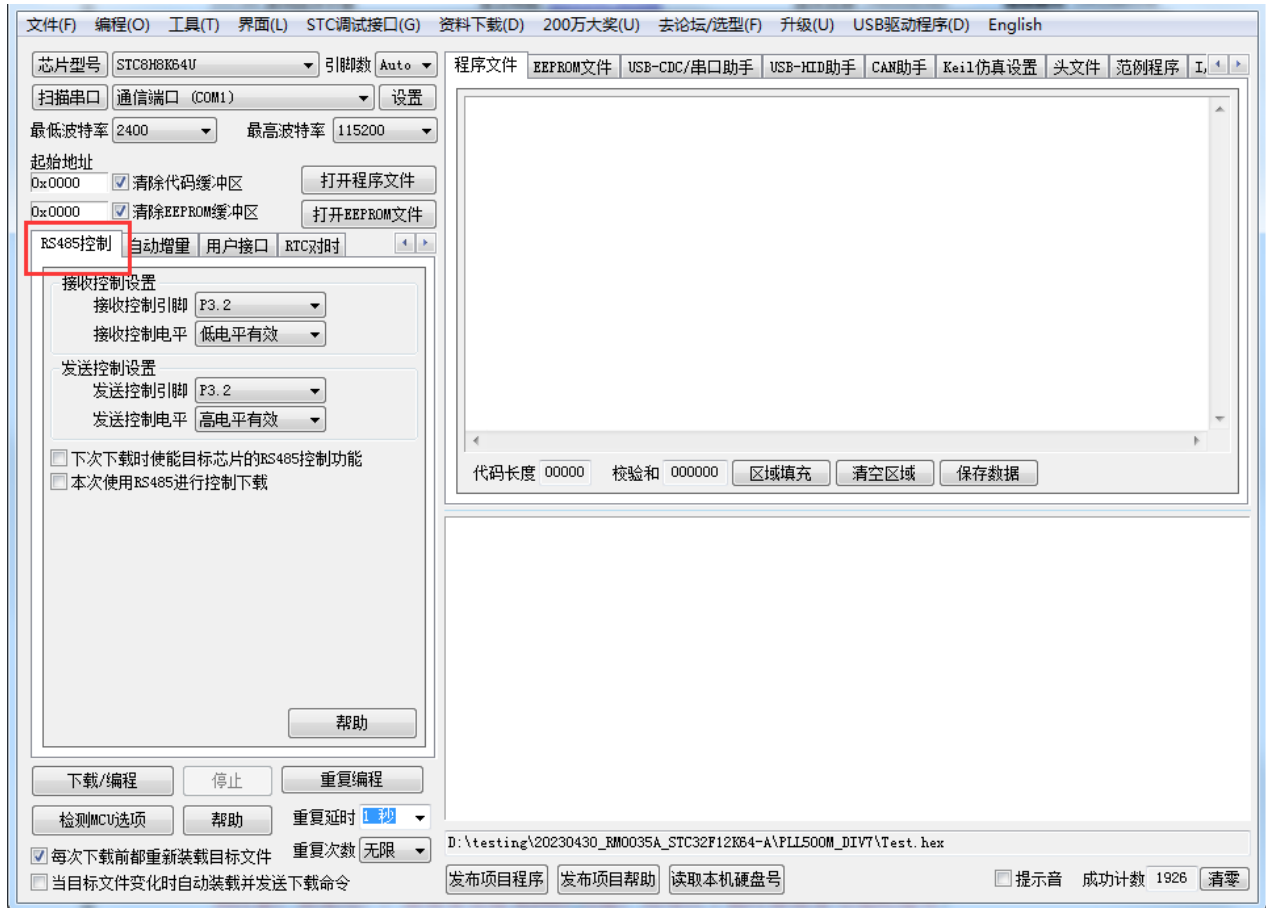 文件(F) 编程(O) 工具(T) 界面(L) STC调试接口(G) 资料下载(D) 200万大奖(U) 去论坛/选型(F) 升级(U) USB驱动程序(D) English
芯片型号 STC8H8K64U 引脚数 Auto
扫描串口 通信端口 (COM1) 设置
最低波特率 2400 最高波特率 115200
起始地址
0x0000 清除代码缓冲区 打开程序文件
0x0000 清除EEPROM缓冲区 打开EEPROM文件
RS485控制 自动增量 用户接口 RTC对时
接收控制设置
接收控制引脚 P3.2
接收控制电平 低电平有效
发送控制设置
发送控制引脚 P3.2
发送控制电平 高电平有效
下次下载时使能目标芯片的RS485控制功能
本次使用RS485进行控制下载
帮助
下载/编程 停止 重复编程
检测MCU选项 帮助 重复延时 1 秒
每次下载前都重新装载目标文件 重复次数 无限
当目标文件变化时自动装载并发送下载命令
程序文件 EEPROM文件 USB-CDC/串口助手 USB-HID助手 CAN助手 Keil仿真设置 头文件 范例程序
代码长度 00000 校验和 000000 区域填充 清空区域 保存数据
D:\testing\20230430_RM0035A_STC32F12K64-A\PLL500M_DIV7\Test.hex
发布项目程序 发布项目帮助 读取本机硬盘号 提示音 成功计数 1926 清零